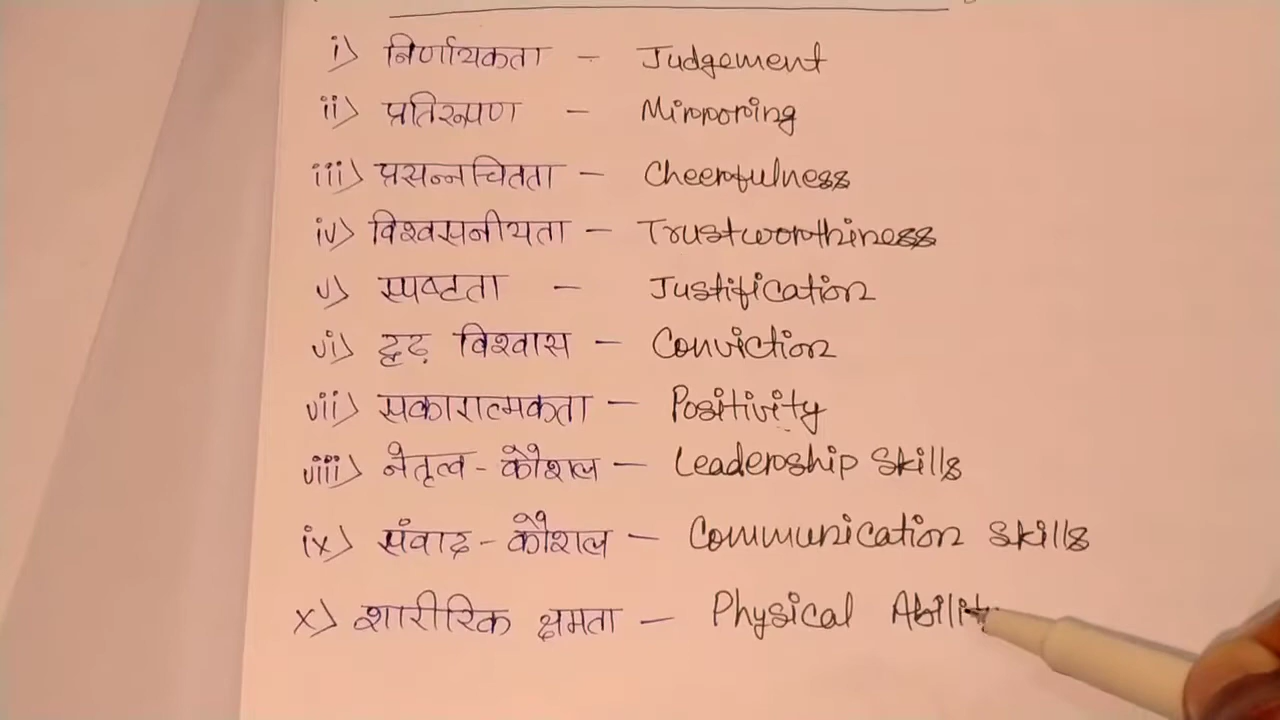 i) निर्णायकता - Judgement
ii) प्रतिरूपण - Mirroring
iii) प्रसन्नचितता - Cheerfulness
iv) विश्वसनीयता - Trustworthiness
v) स्पष्टता - Justification
vi) दृढ़ विश्वास - Conviction
vii) सकारात्मकता - Positivity
viii) नेतृत्व - कौशल - Leadership Skills
ix) संवाद - कौशल - Communication Skills
x) शारीरिक क्षमता - Physical Abilit